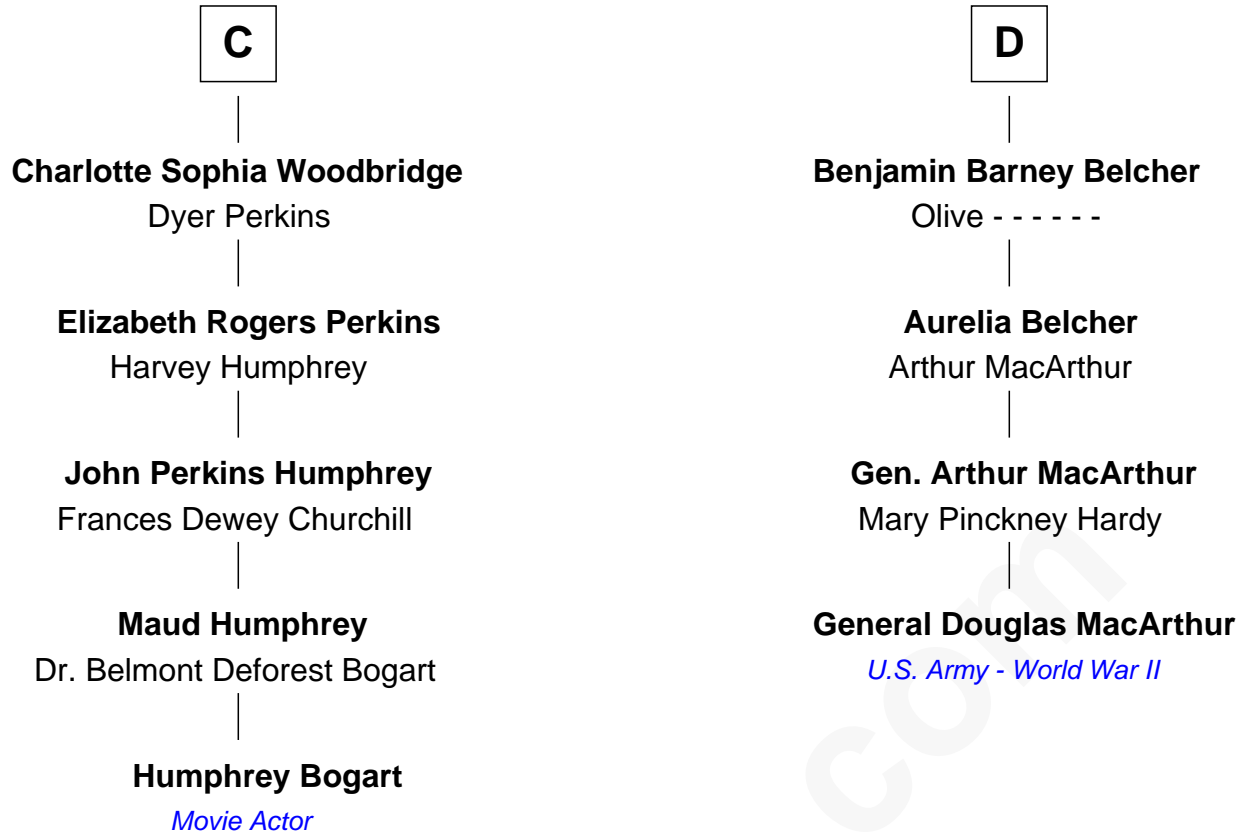 C
Charlotte Sophia Woodbridge
Dyer Perkins
Elizabeth Rogers Perkins
Harvey Humphrey
John Perkins Humphrey
Frances Dewey Churchill
Maud Humphrey
Dr. Belmont Deforest Bogart
Humphrey Bogart
Movie Actor
D
Benjamin Barney Belcher
Olive - - - - - -
Aurelia Belcher
Arthur MacArthur
Gen. Arthur MacArthur
Mary Pinckney Hardy
General Douglas MacArthur
U.S. Army - World War II
com